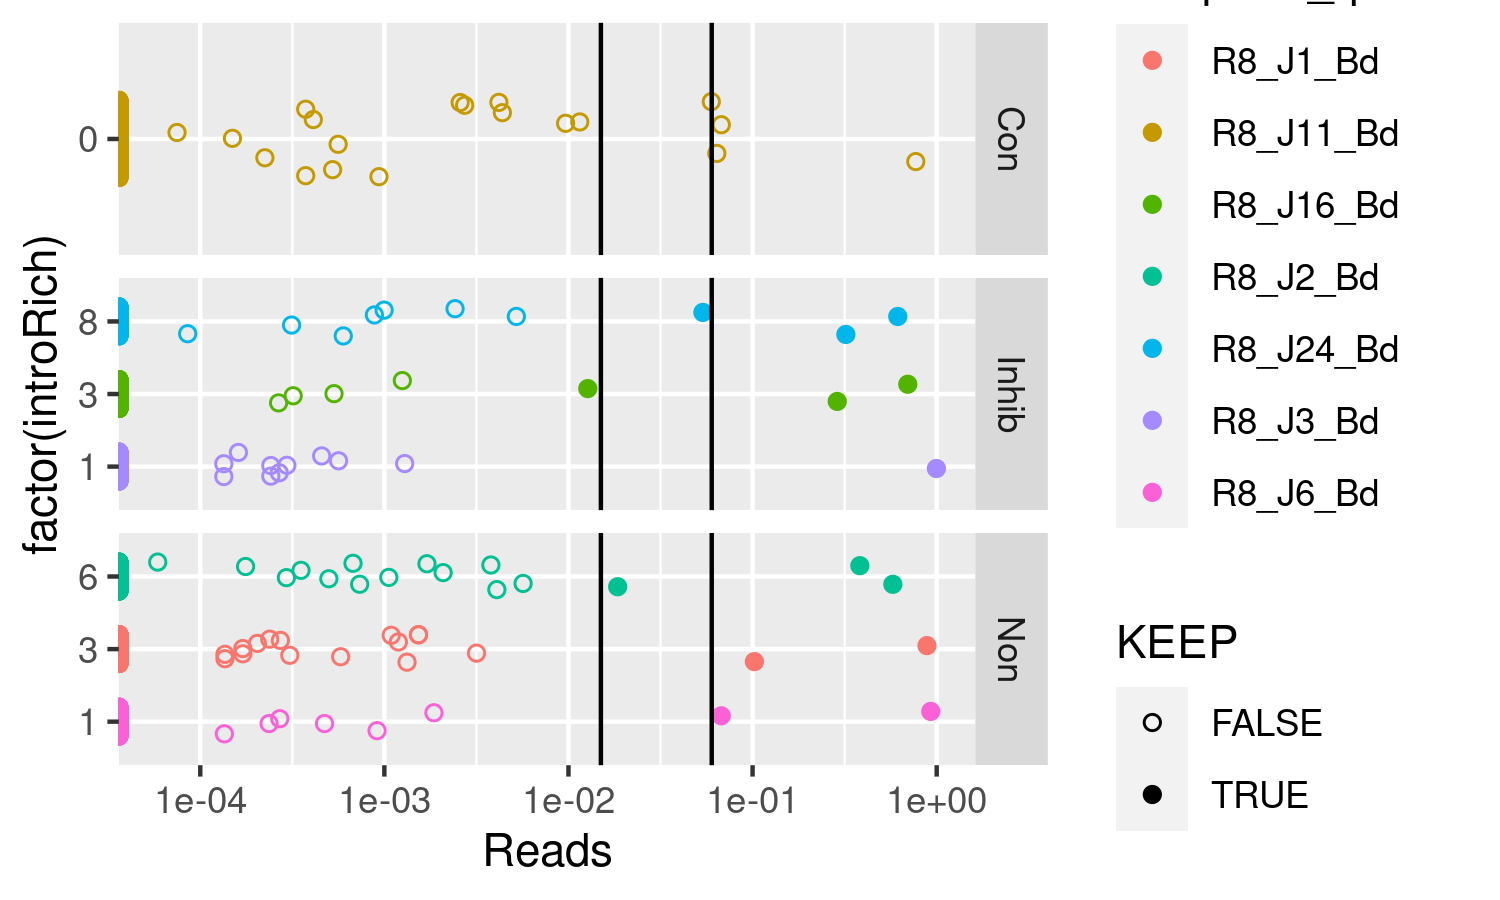 0
Con
8
3
1
Inhib
6
3
1
Non
factor(introRich)
1e-04 1e-03 1e-02 1e-01 1e+00
Reads
R8_J1_Bd
R8_J11_Bd
R8_J16_Bd
R8_J2_Bd
R8_J24_Bd
R8_J3_Bd
R8_J6_Bd
KEEP
FALSE
TRUE